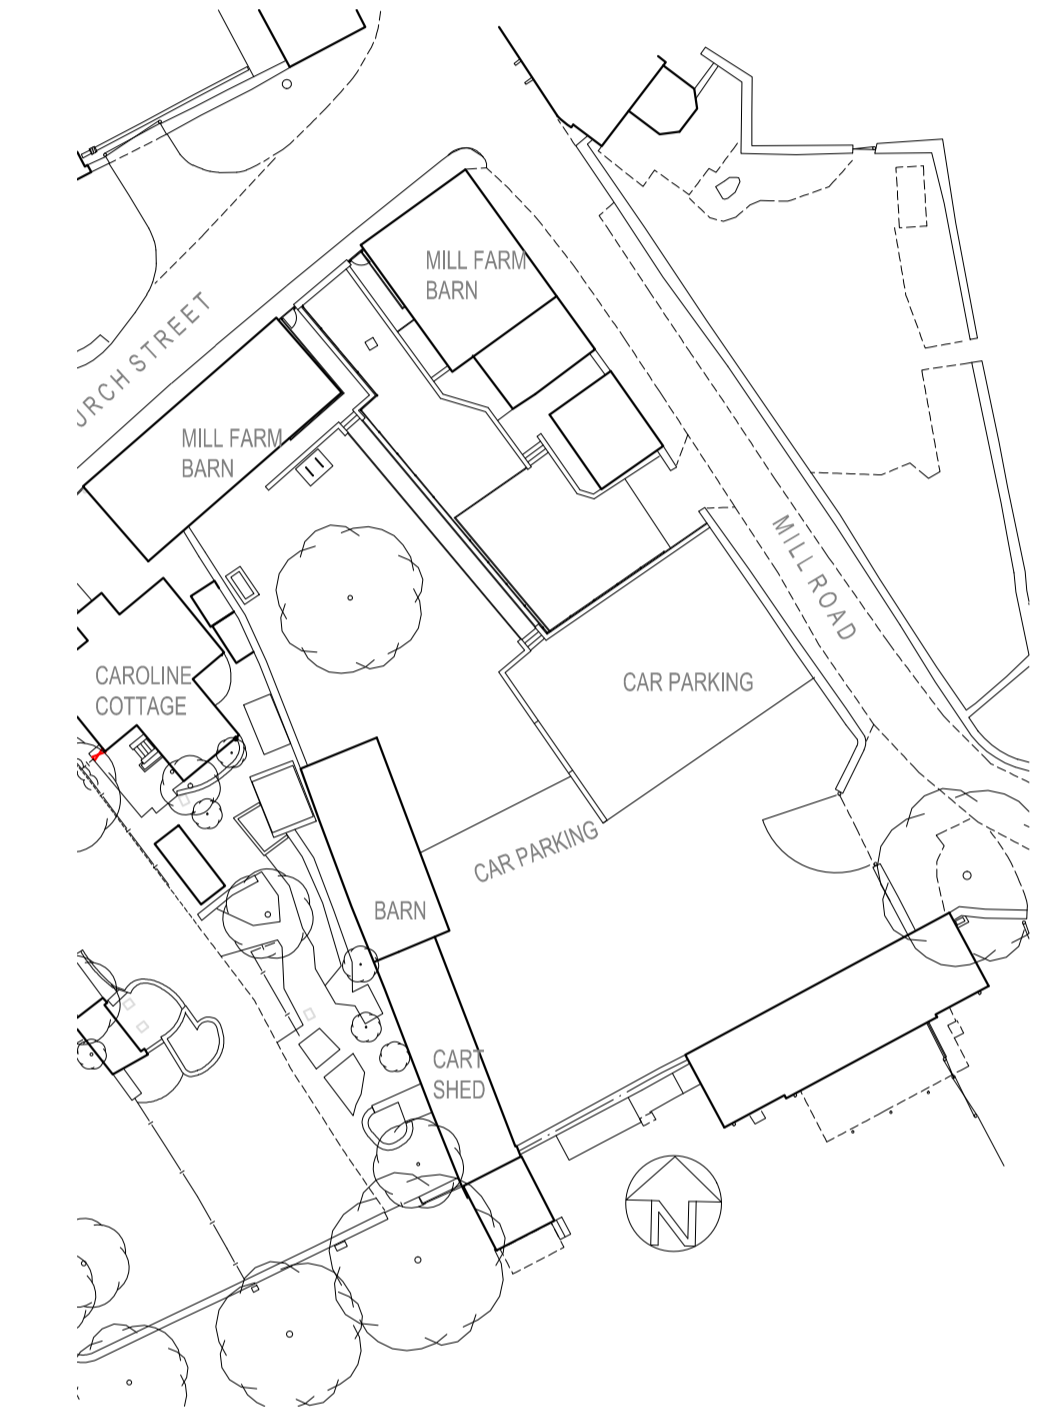 MILL FARM
BARN
URCH STREET
MILL FARM
BARN
MILL ROAD
CAROLINE
COTTAGE
CAR PARKING
CAR PARKING
BARN
CART
SHED
N